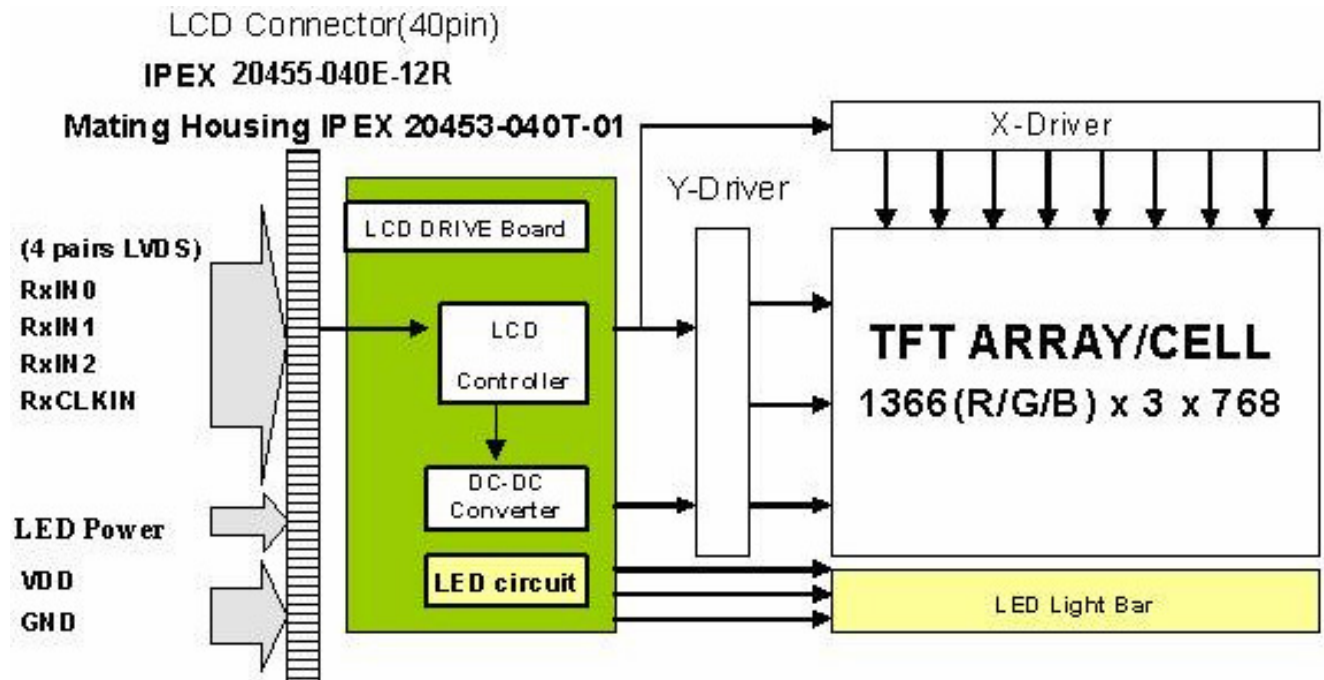 LCD Connector(40pin)
IPEX 20455-040E-12R
Mating Housing IPEX 20453-040T-01
X-Driver
Y-Driver
LCD DRIVE Board
(4 pairs LVDS)
RxIN0
RxIN1
RxIN2
RxCLKIN
LCD
Controller
TFT ARRAY/CELL
1366(R/G/B) x 3 x 768
DC-DC
Converter
LED Power
VDD
GND
LED circuit
LED Light Bar